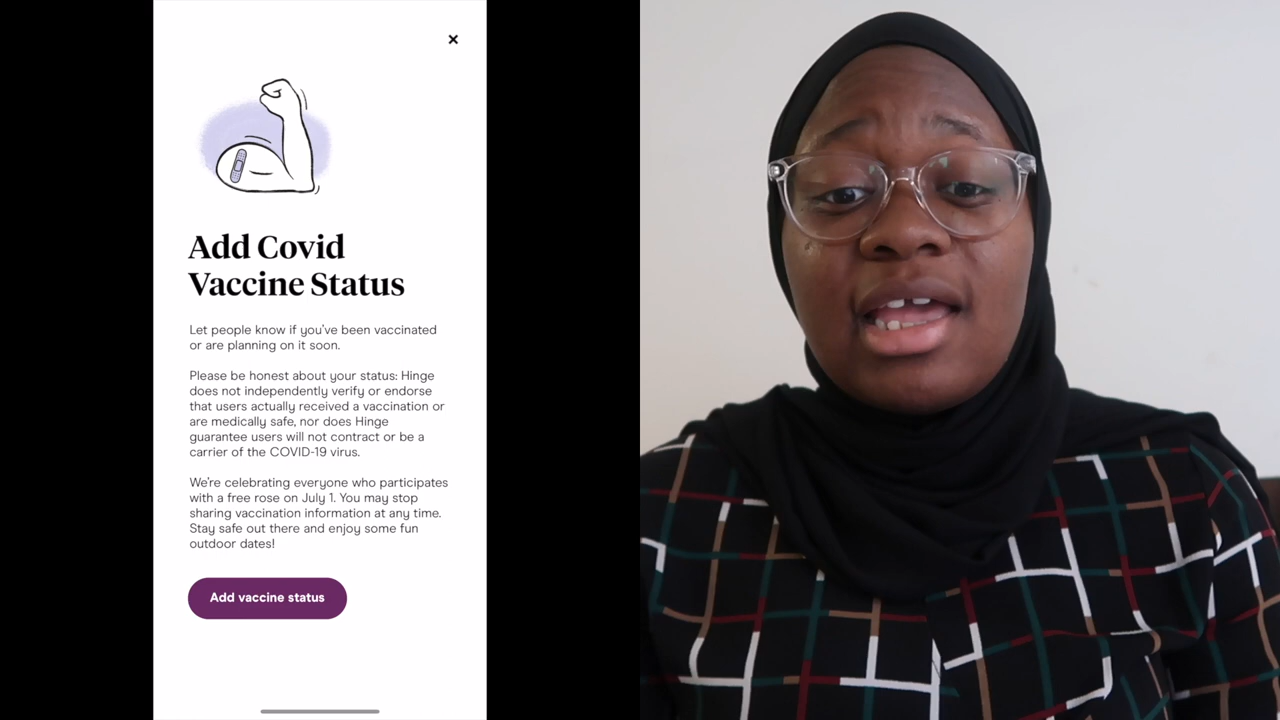 Add Covid
Vaccine Status
Let people know if you've been vaccinated
or are planning on it soon.
Please be honest about your status: Hinge
does not independently verify or endorse
that users actually received a vaccination or
are medically safe, nor does Hinge
guarantee users will not contract or be a
carrier of the COVID-19 virus.
We're celebrating everyone who participates
with a free rose on July 1. You may stop
sharing vaccination information at any time.
Stay safe out there and enjoy some fun
outdoor dates!
Add vaccine status